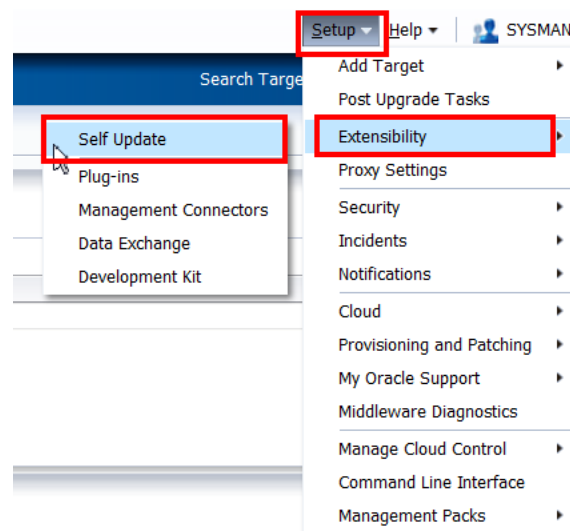 Setup Help SYSMAN
Search Targe
Add Target
Post Upgrade Tasks
Extensibility
Proxy Settings
Security
Incidents
Notifications
Cloud
Provisioning and Patching
My Oracle Support
Middleware Diagnostics
Manage Cloud Control
Command Line Interface
Management Packs
Self Update
Plug-ins
Management Connectors
Data Exchange
Development Kit